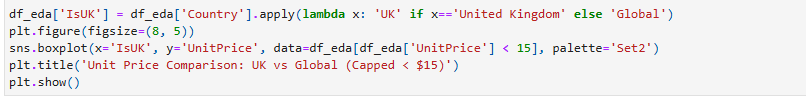 df_eda['IsUK'] = df_eda['Country'].apply(lambda x: 'UK' if x=='United Kingdom' else 'Global')
plt.figure(figsize=(8, 5))
sns.boxplot(x='IsUK', y='UnitPrice', data=df_eda[df_eda['UnitPrice'] < 15], palette='Set2')
plt.title('Unit Price Comparison: UK vs Global (Capped < $15)')
plt.show()